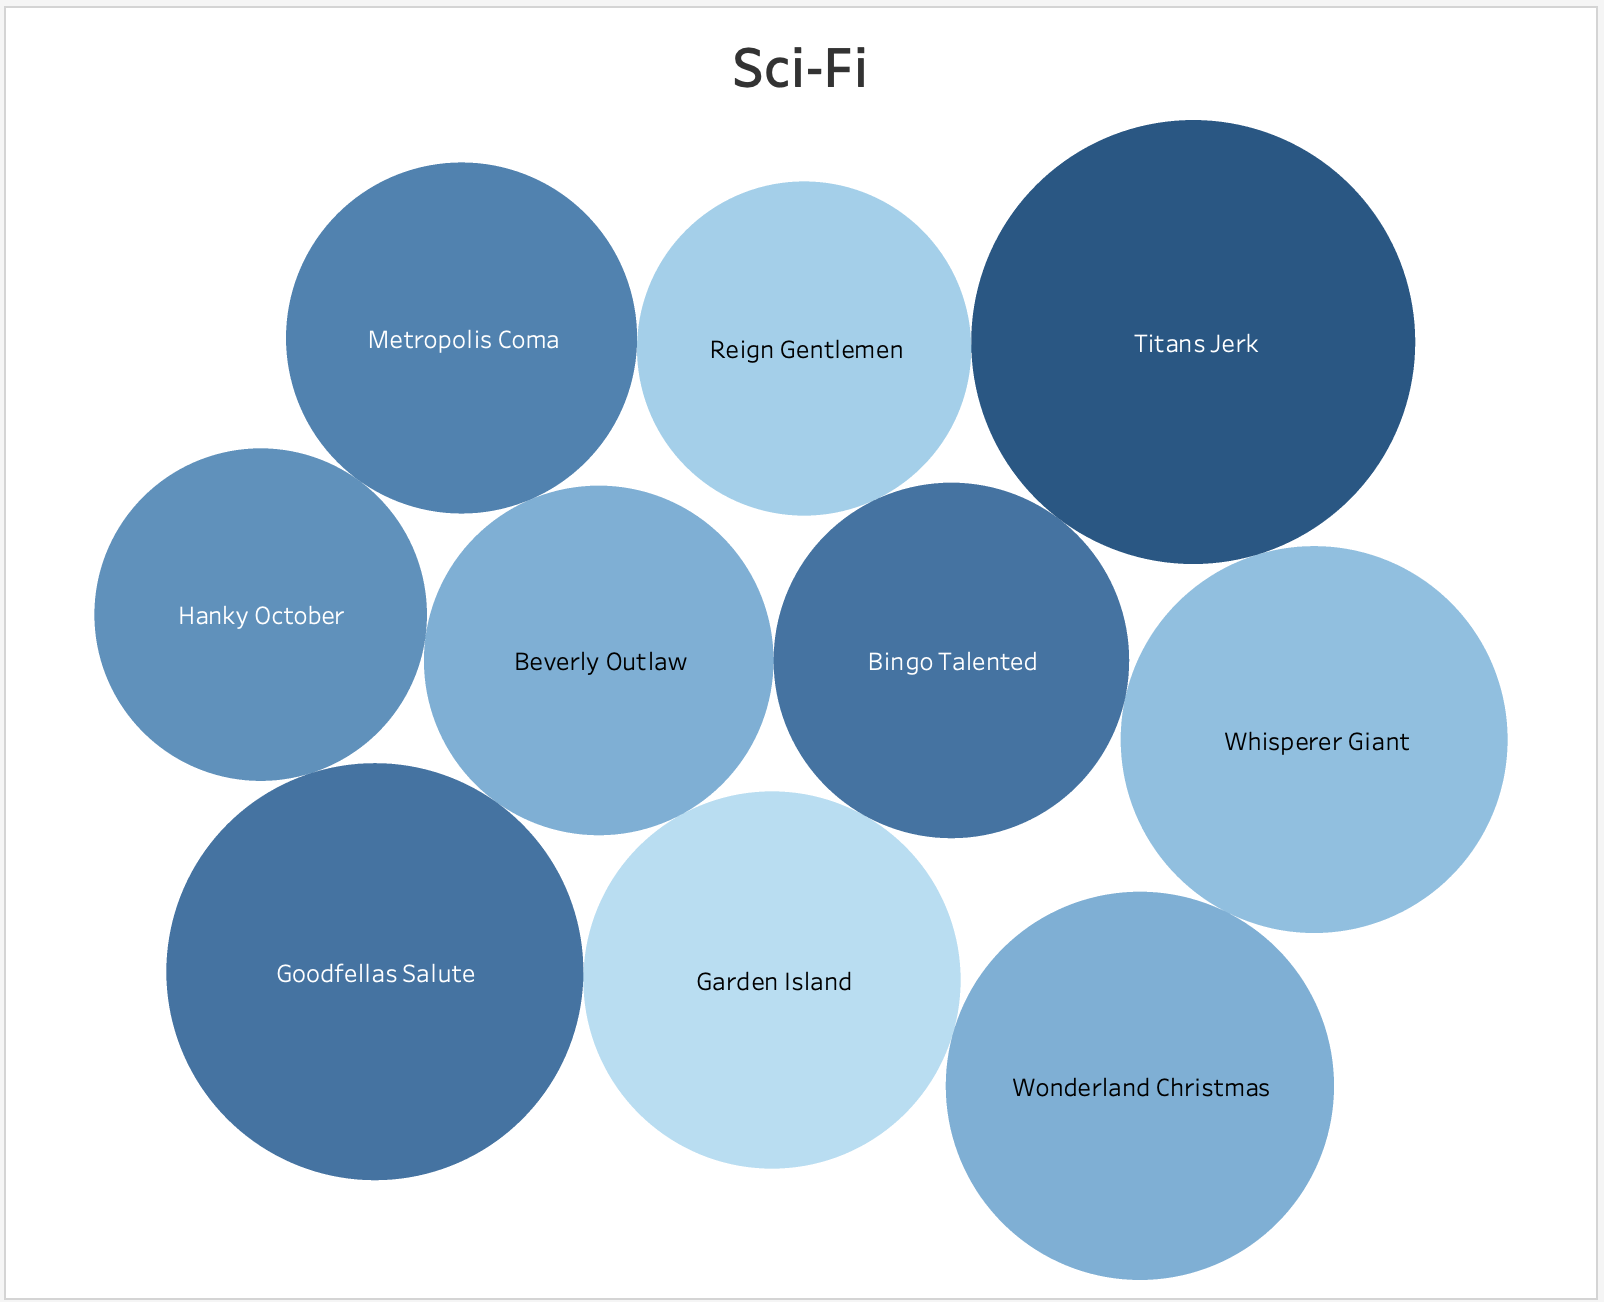 Sci-Fi
Metropolis Coma
Reign Gentlemen
Titans Jerk
Hanky October
Beverly Outlaw
Bingo Talented
Whisperer Giant
Goodfellas Salute
Garden Island
Wonderland Christmas